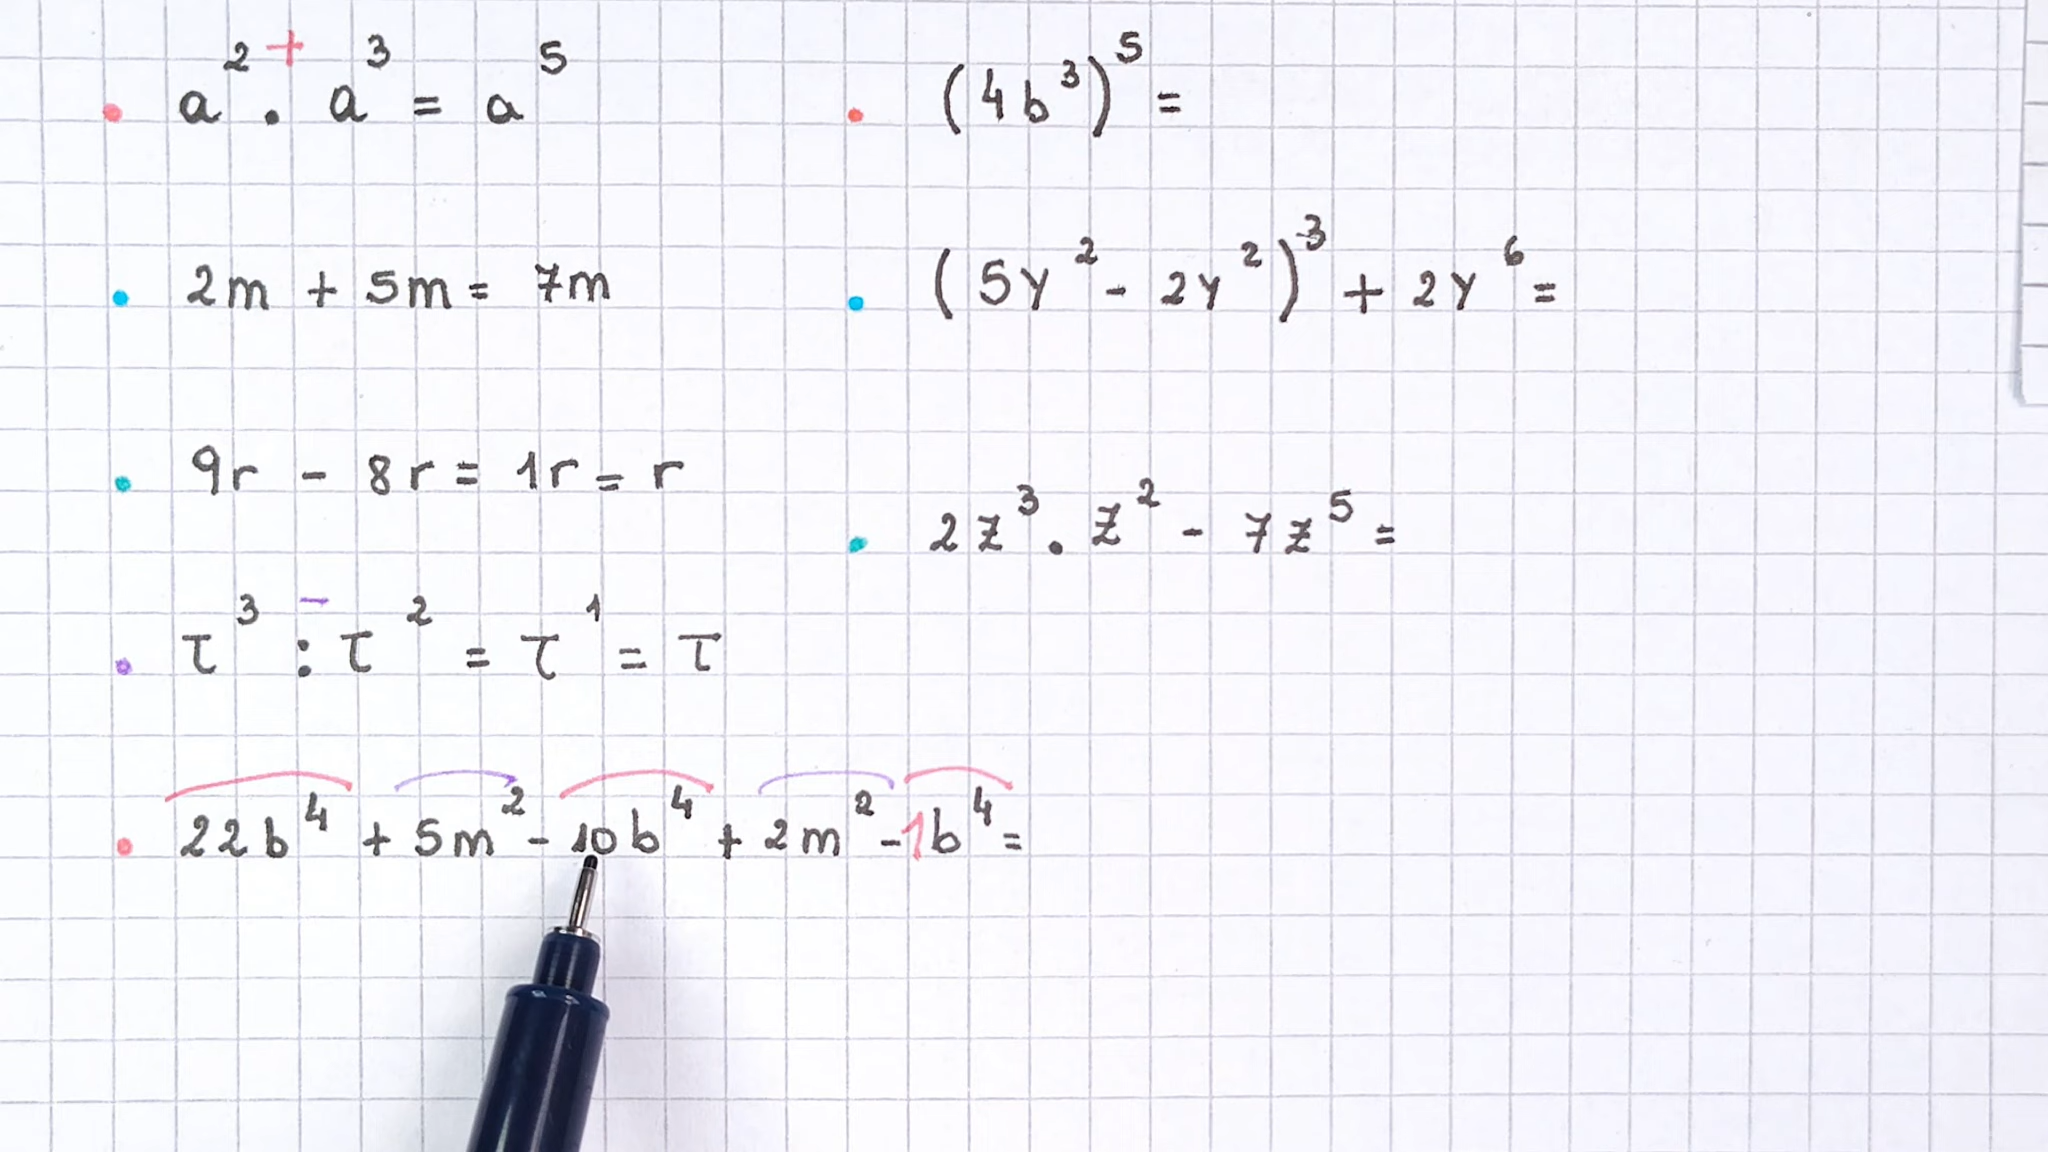 a² + · a³ = a⁵
2m + 5m = 7m
9r - 8r = 1r = r
τ³ - : τ² = τ¹ = τ
22b⁴ + 5m² - 10b⁴ + 2m² - 1b⁴ =
(4b³)⁵ =
(5y² - 2y²)³ + 2y⁶ =
2z³ · z² - 7z⁵ =